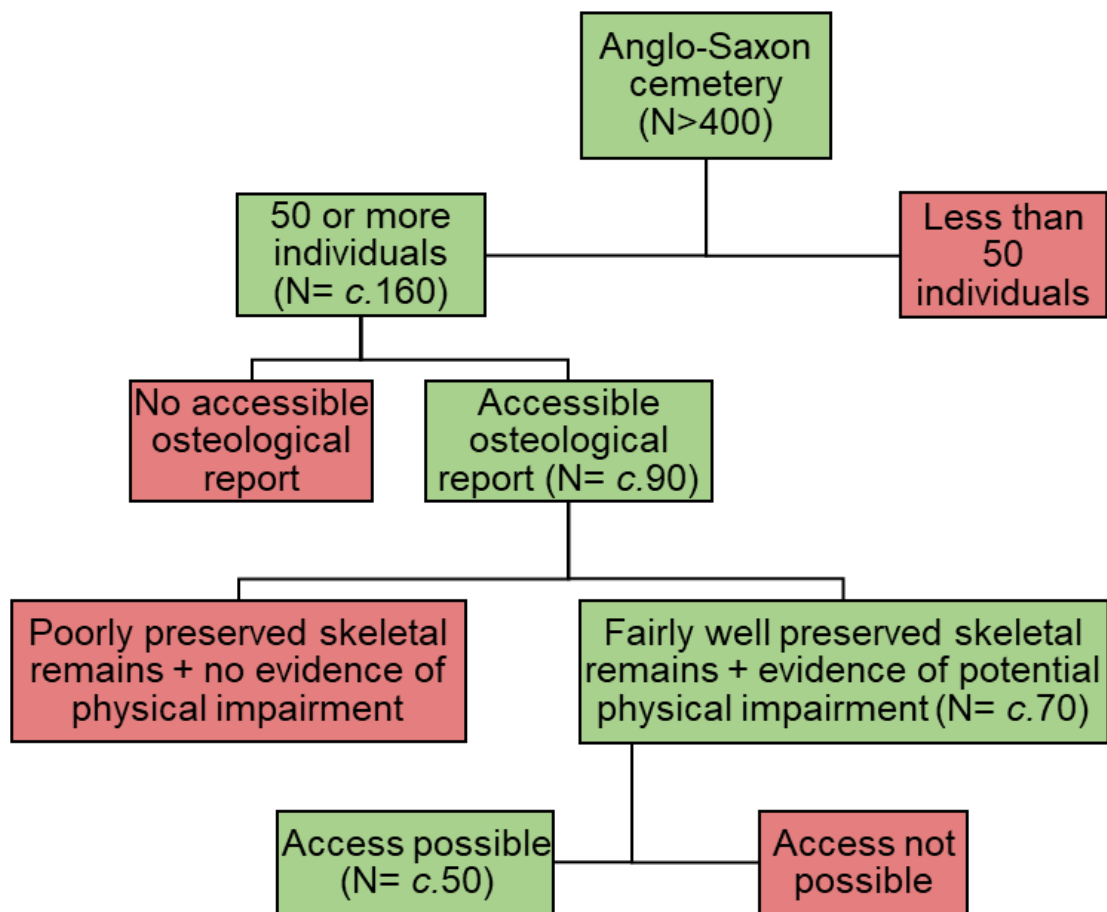 Anglo-Saxon
cemetery
(N>400)
50 or more
individuals
(N= c.160)
Less than
50
individuals
No accessible
osteological
report
Accessible
osteological
report (N= c.90)
Poorly preserved skeletal
remains + no evidence of
physical impairment
Fairly well preserved skeletal
remains + evidence of potential
physical impairment (N= c.70)
Access possible
(N= c.50)
Access not
possible